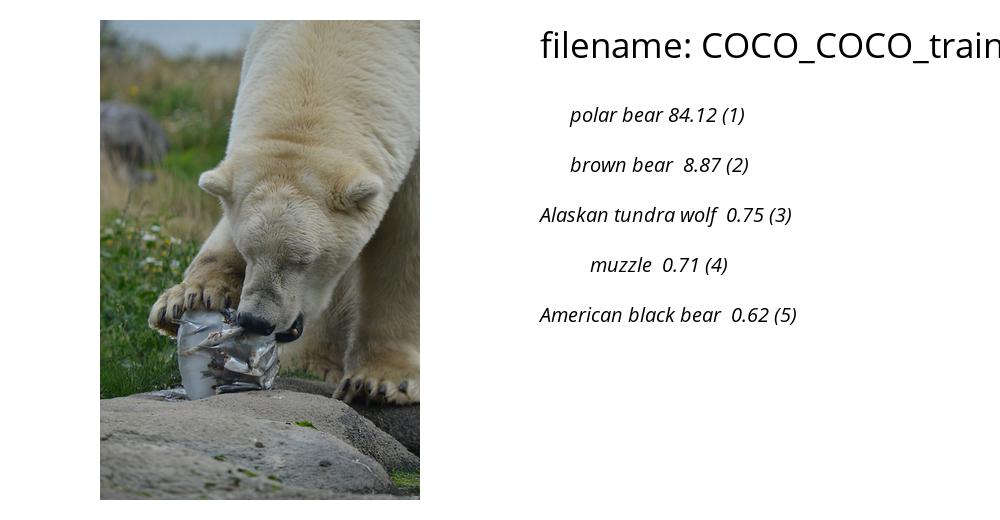 filename: COCO_COCO_train
polar bear 84.12 (1)
brown bear 8.87 (2)
Alaskan tundra wolf 0.75 (3)
muzzle 0.71 (4)
American black bear 0.62 (5)